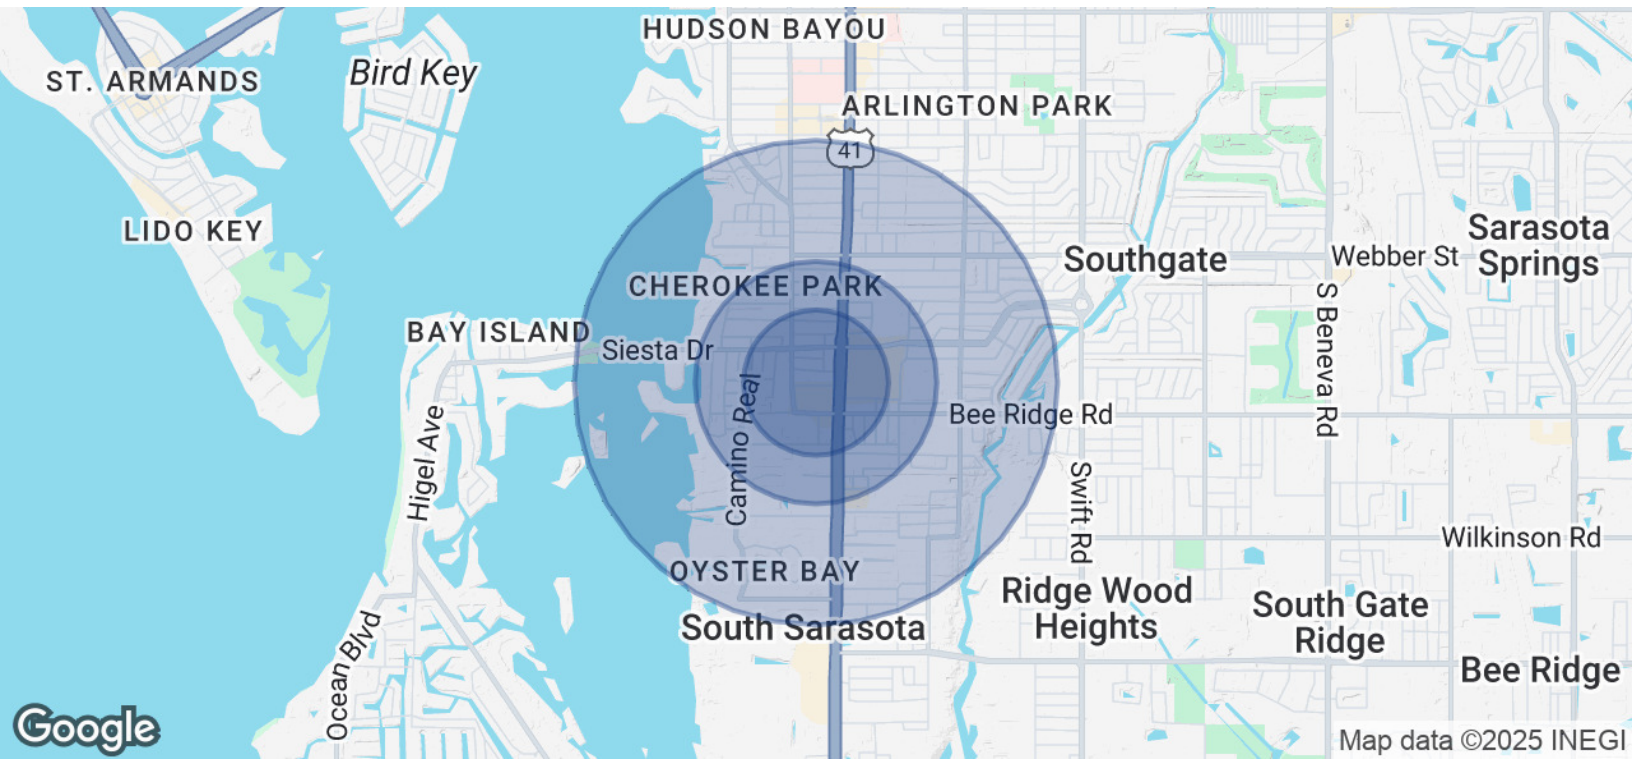 HUDSON BAYOU
Bird Key
ST. ARMANDS
ARLINGTON PARK
41
LIDO KEY
Sarasota
Springs
Southgate
Webber St
CHEROKEE PARK
BAY ISLAND
Siesta Dr
S Beneva Rd
Camino Real
Bee Ridge Rd
Higel Ave
Swift Rd
Wilkinson Rd
OYSTER BAY
Ridge Wood
Heights
South Gate
Ridge
South Sarasota
Ocean Blvd
Bee Ridge
Google
Map data ©2025 INEGI